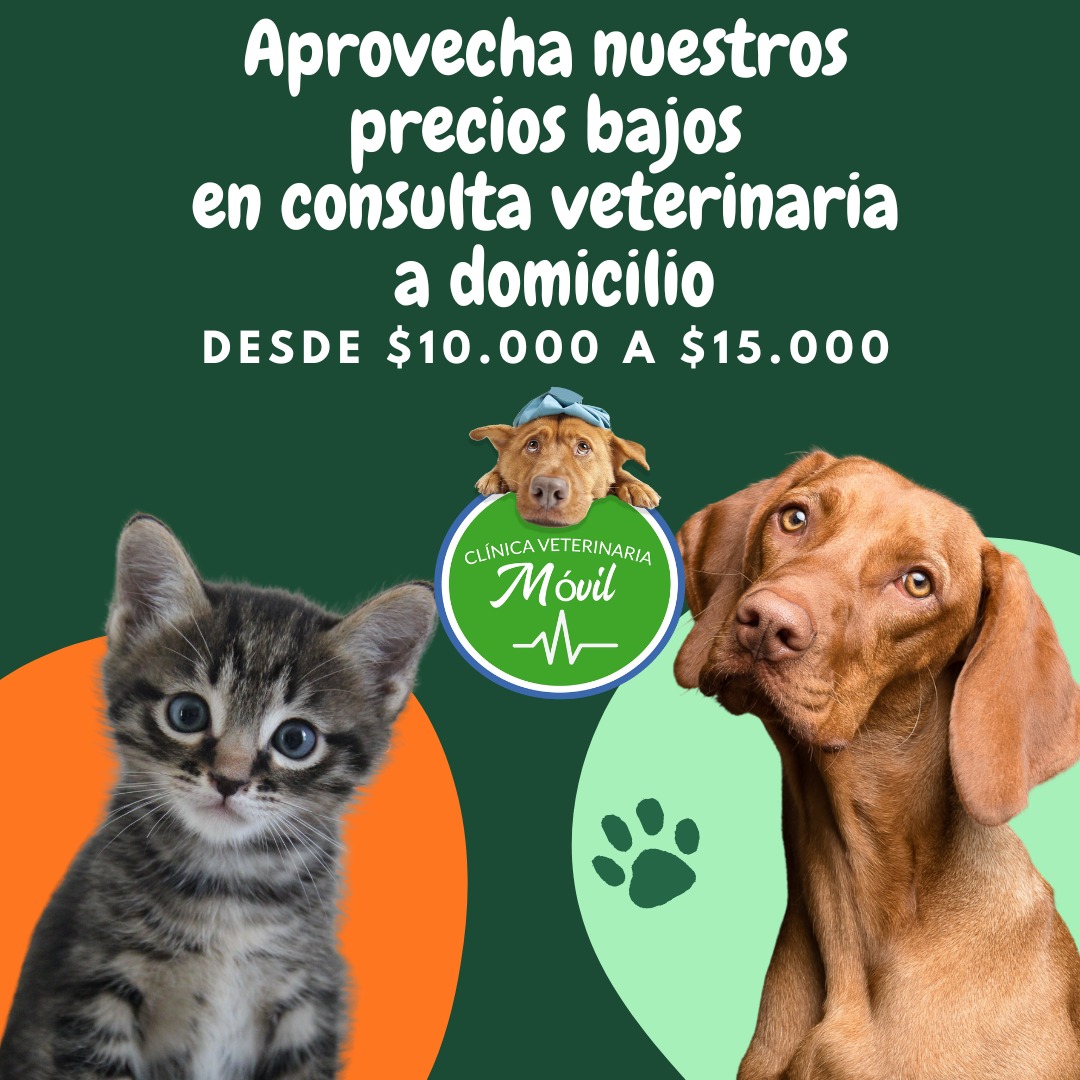 Aprovecha nuestros
precios bajos
en consulta veterinaria
a domicilio
DESDE $10.000 A $15.000
CLÍNICA VETERINARIA
Móvil